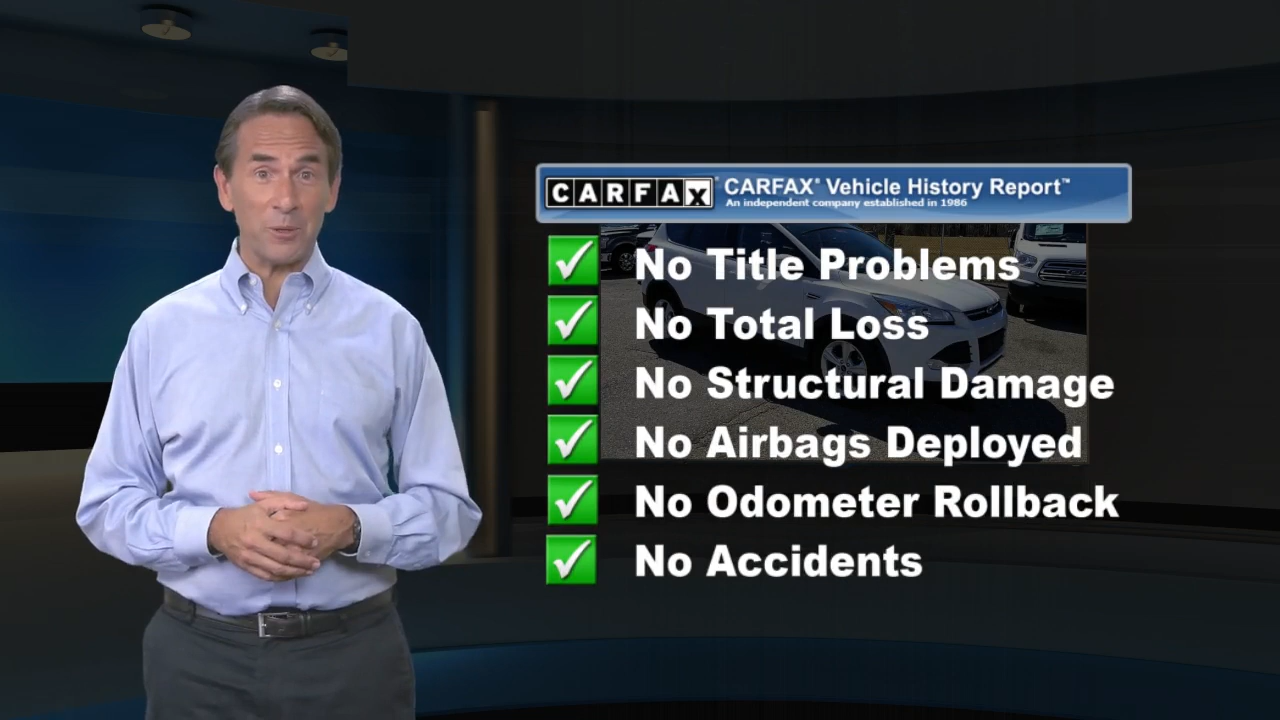 CARFAX® CARFAX® Vehicle History Report™
An independent company established in 1986
No Title Problems
No Total Loss
No Structural Damage
No Airbags Deployed
No Odometer Rollback
No Accidents